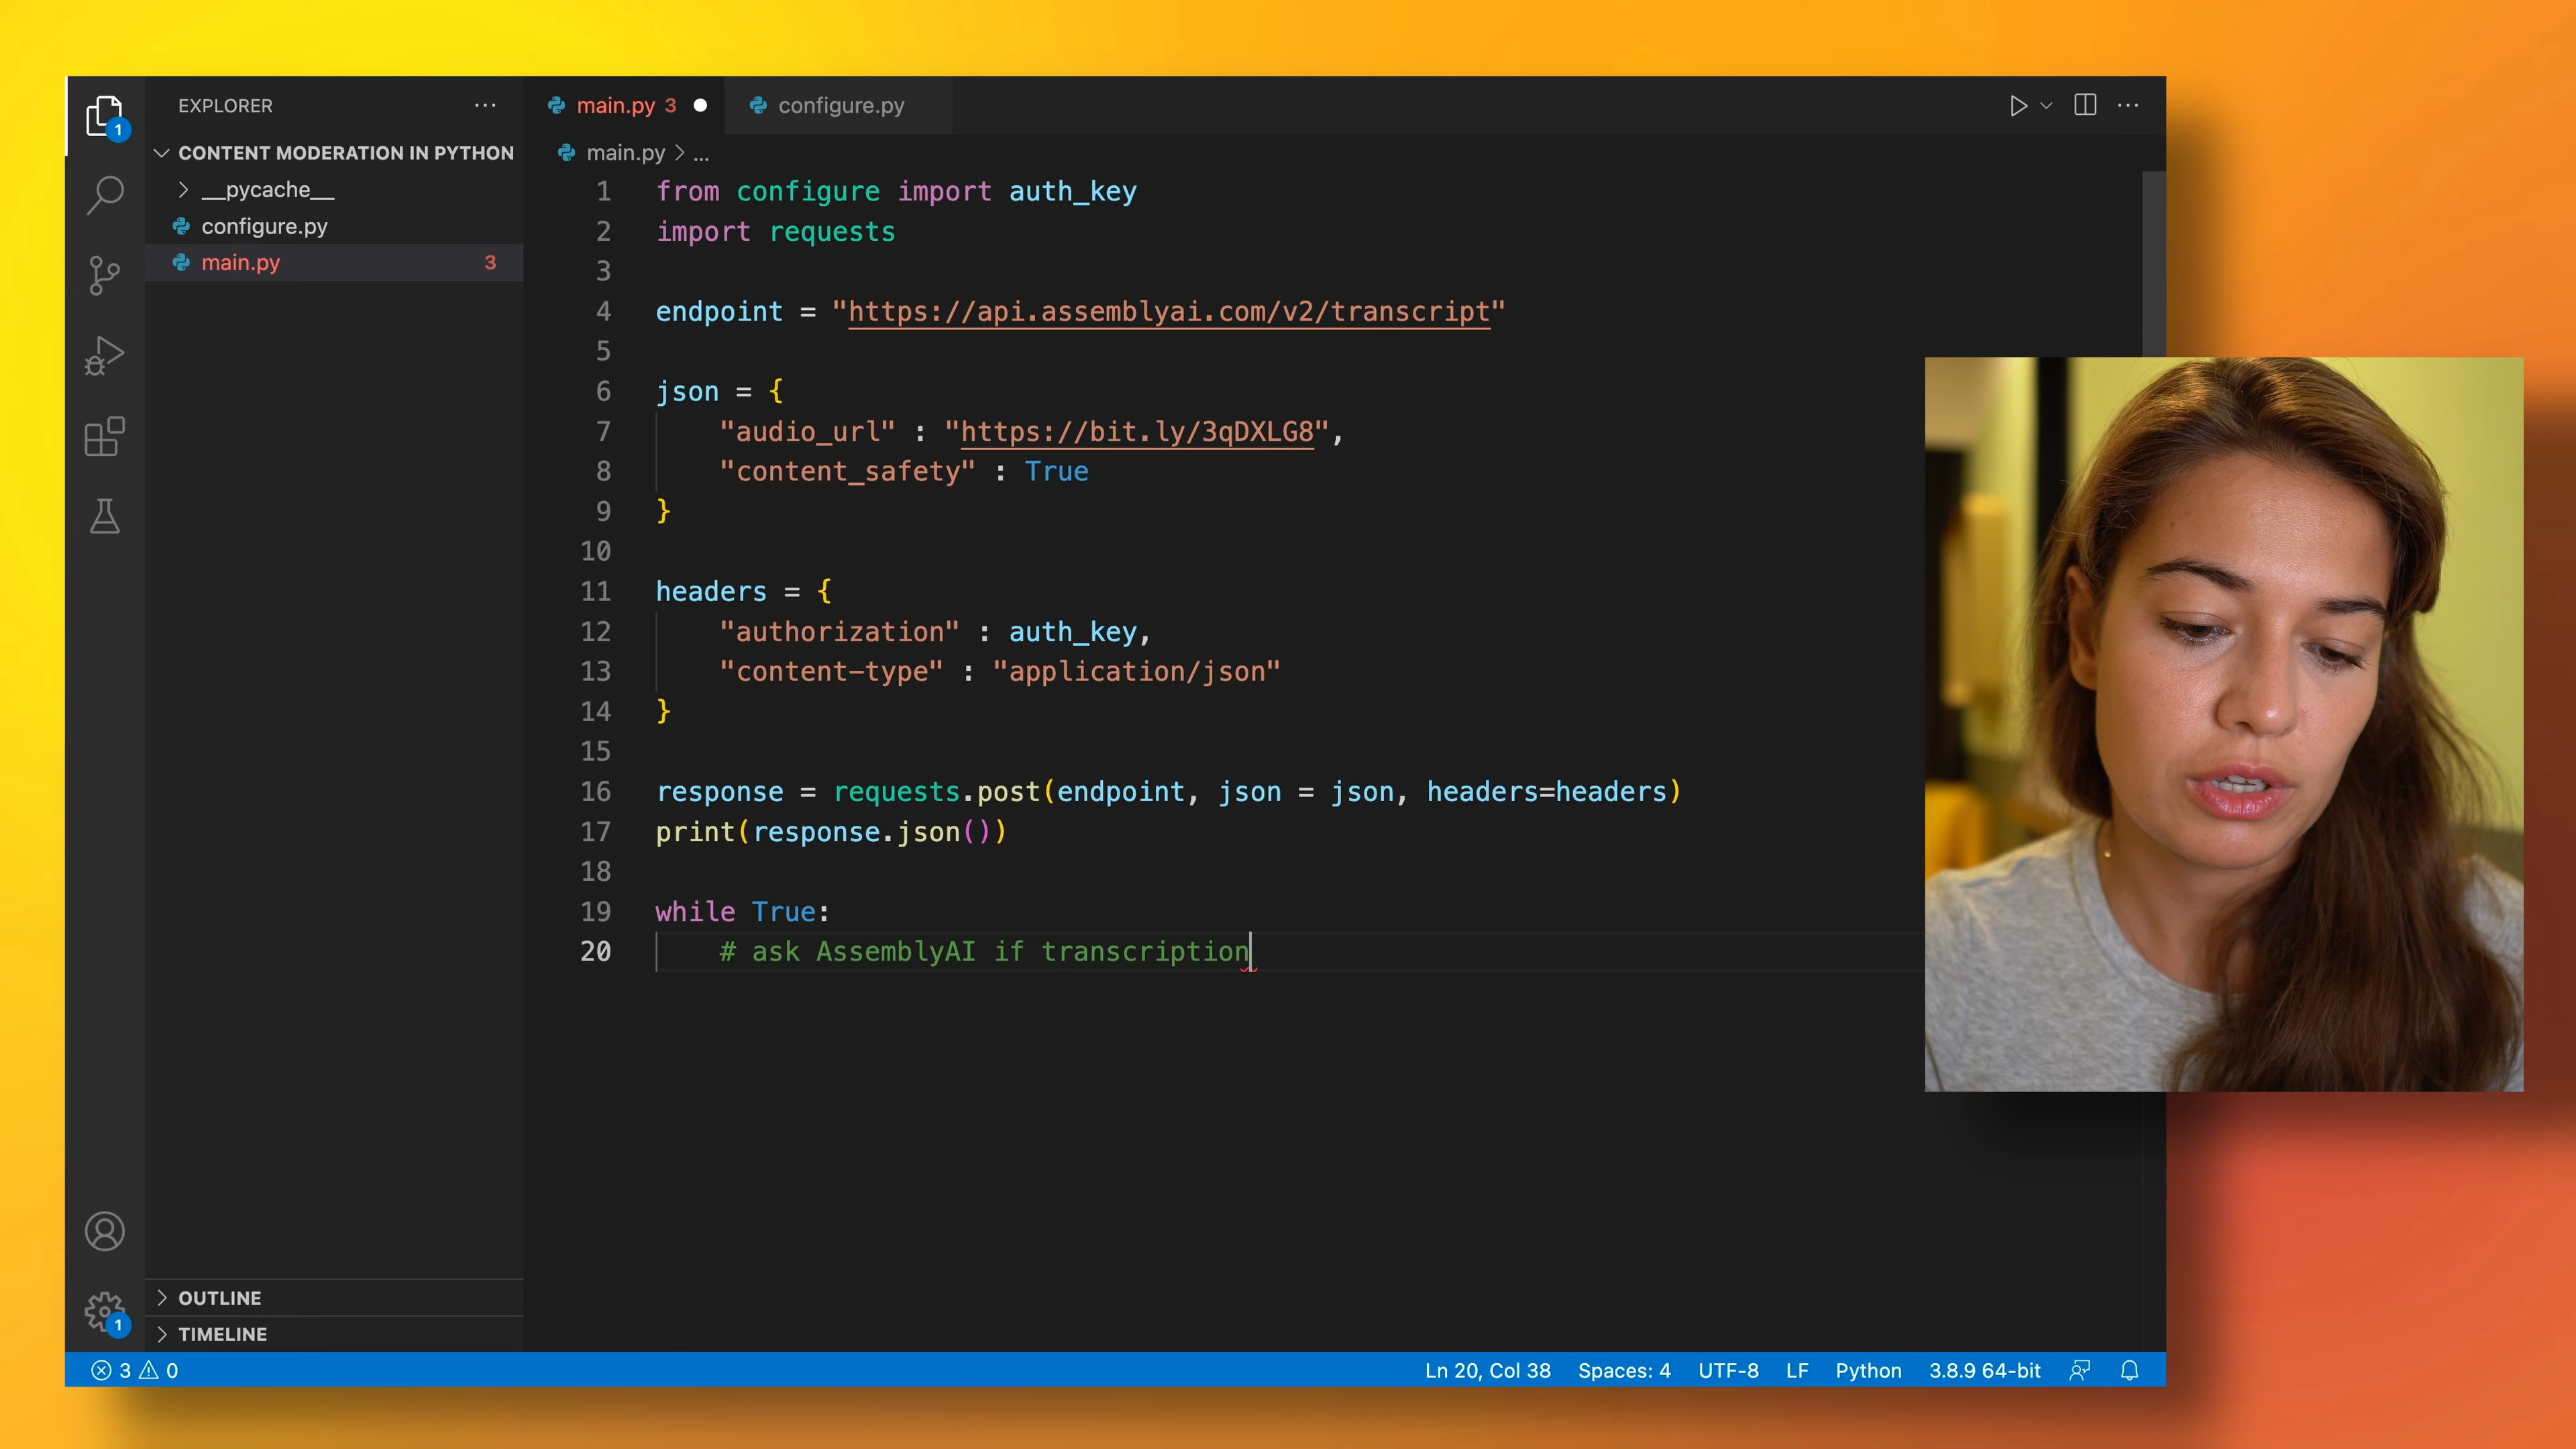 EXPLORER ...
CONTENT MODERATION IN PYTHON
__pycache__
configure.py
main.py 3
OUTLINE
TIMELINE
main.py 3 configure.py
main.py > ...
1 from configure import auth_key
2 import requests
3
4 endpoint = "https://api.assemblyai.com/v2/transcript"
5
6 json = {
7 "audio_url" : "https://bit.ly/3qDXLG8",
8 "content_safety" : True
9 }
10
11 headers = {
12 "authorization" : auth_key,
13 "content-type" : "application/json"
14 }
15
16 response = requests.post(endpoint, json = json, headers=headers)
17 print(response.json())
18
19 while True:
20 # ask AssemblyAI if transcription
1
1
3 0 Ln 20, Col 38 Spaces: 4 UTF-8 LF Python 3.8.9 64-bit